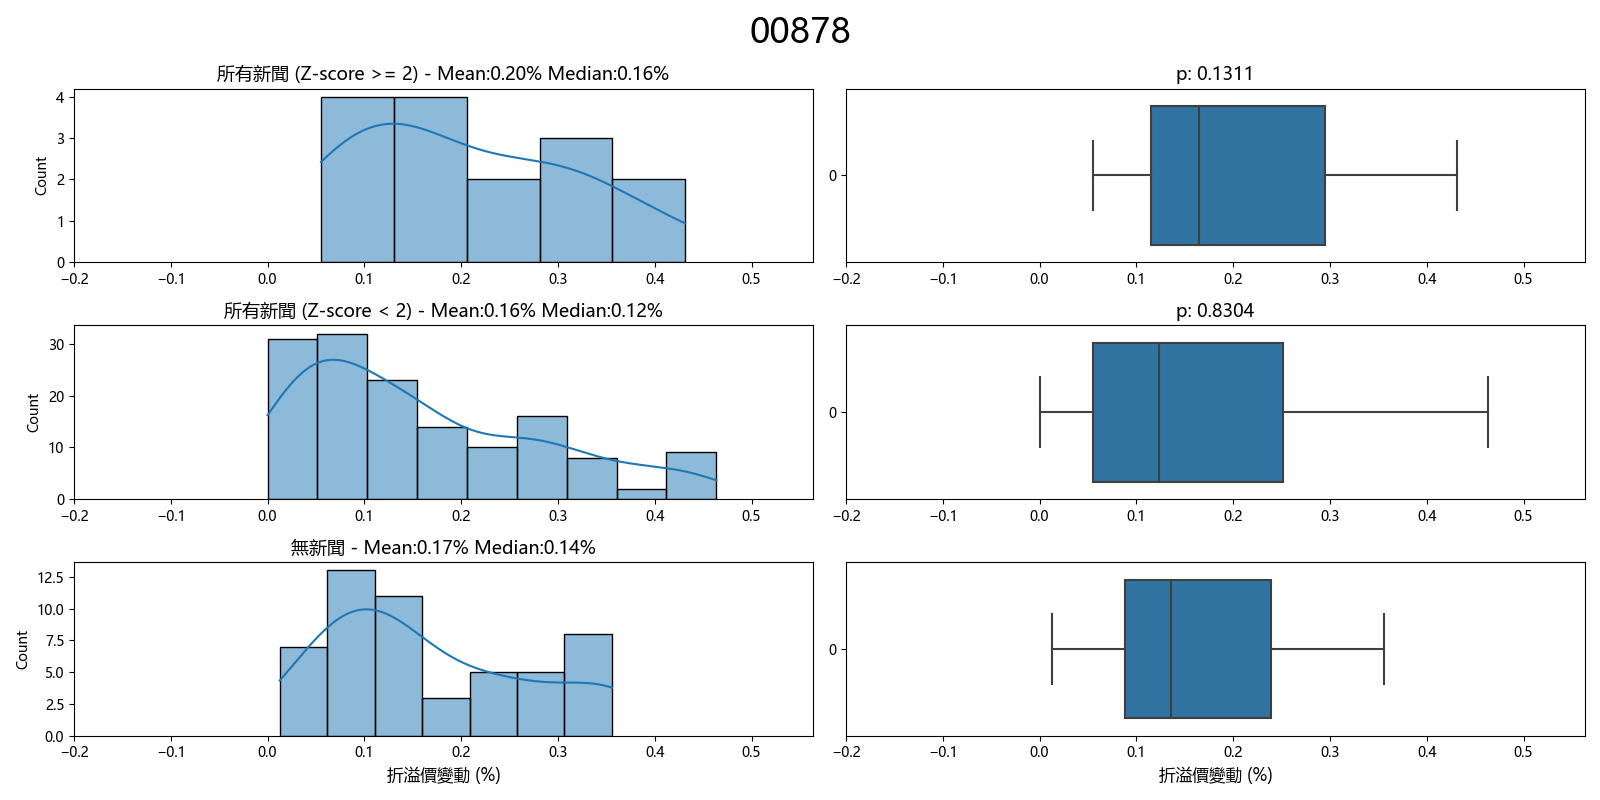 00878
所有新聞 (Z-score >= 2) - Mean:0.20% Median:0.16%
Count
4
3
2
1
0
−0.2 −0.1 0.0 0.1 0.2 0.3 0.4 0.5
p: 0.1311
0
−0.2 −0.1 0.0 0.1 0.2 0.3 0.4 0.5
所有新聞 (Z-score < 2) - Mean:0.16% Median:0.12%
Count
30
20
10
0
−0.2 −0.1 0.0 0.1 0.2 0.3 0.4 0.5
p: 0.8304
0
−0.2 −0.1 0.0 0.1 0.2 0.3 0.4 0.5
無新聞 - Mean:0.17% Median:0.14%
Count
12.5
10.0
7.5
5.0
2.5
0.0
−0.2 −0.1 0.0 0.1 0.2 0.3 0.4 0.5
折溢價變動 (%)
0
−0.2 −0.1 0.0 0.1 0.2 0.3 0.4 0.5
折溢價變動 (%)